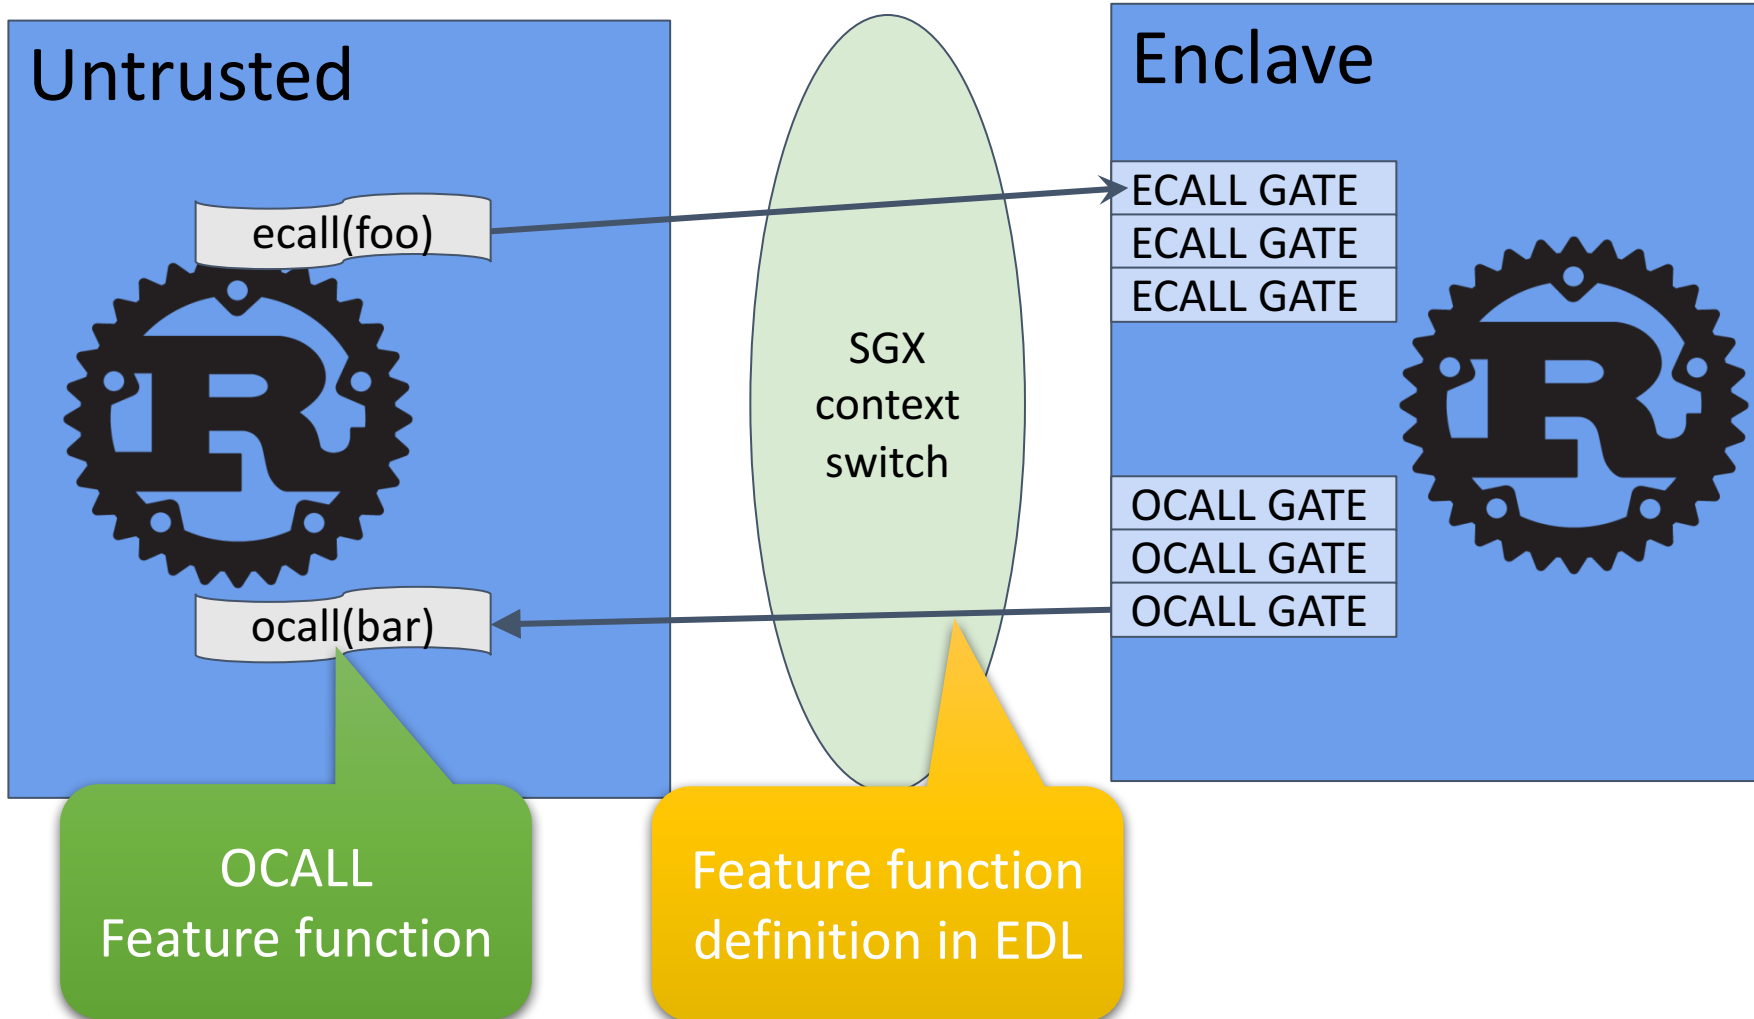 Untrusted
ecall(foo)
ocall(bar)
OCALL
Feature function
SGX
context
switch
Feature function
definition in EDL
Enclave
ECALL GATE
ECALL GATE
ECALL GATE
OCALL GATE
OCALL GATE
OCALL GATE
R
R